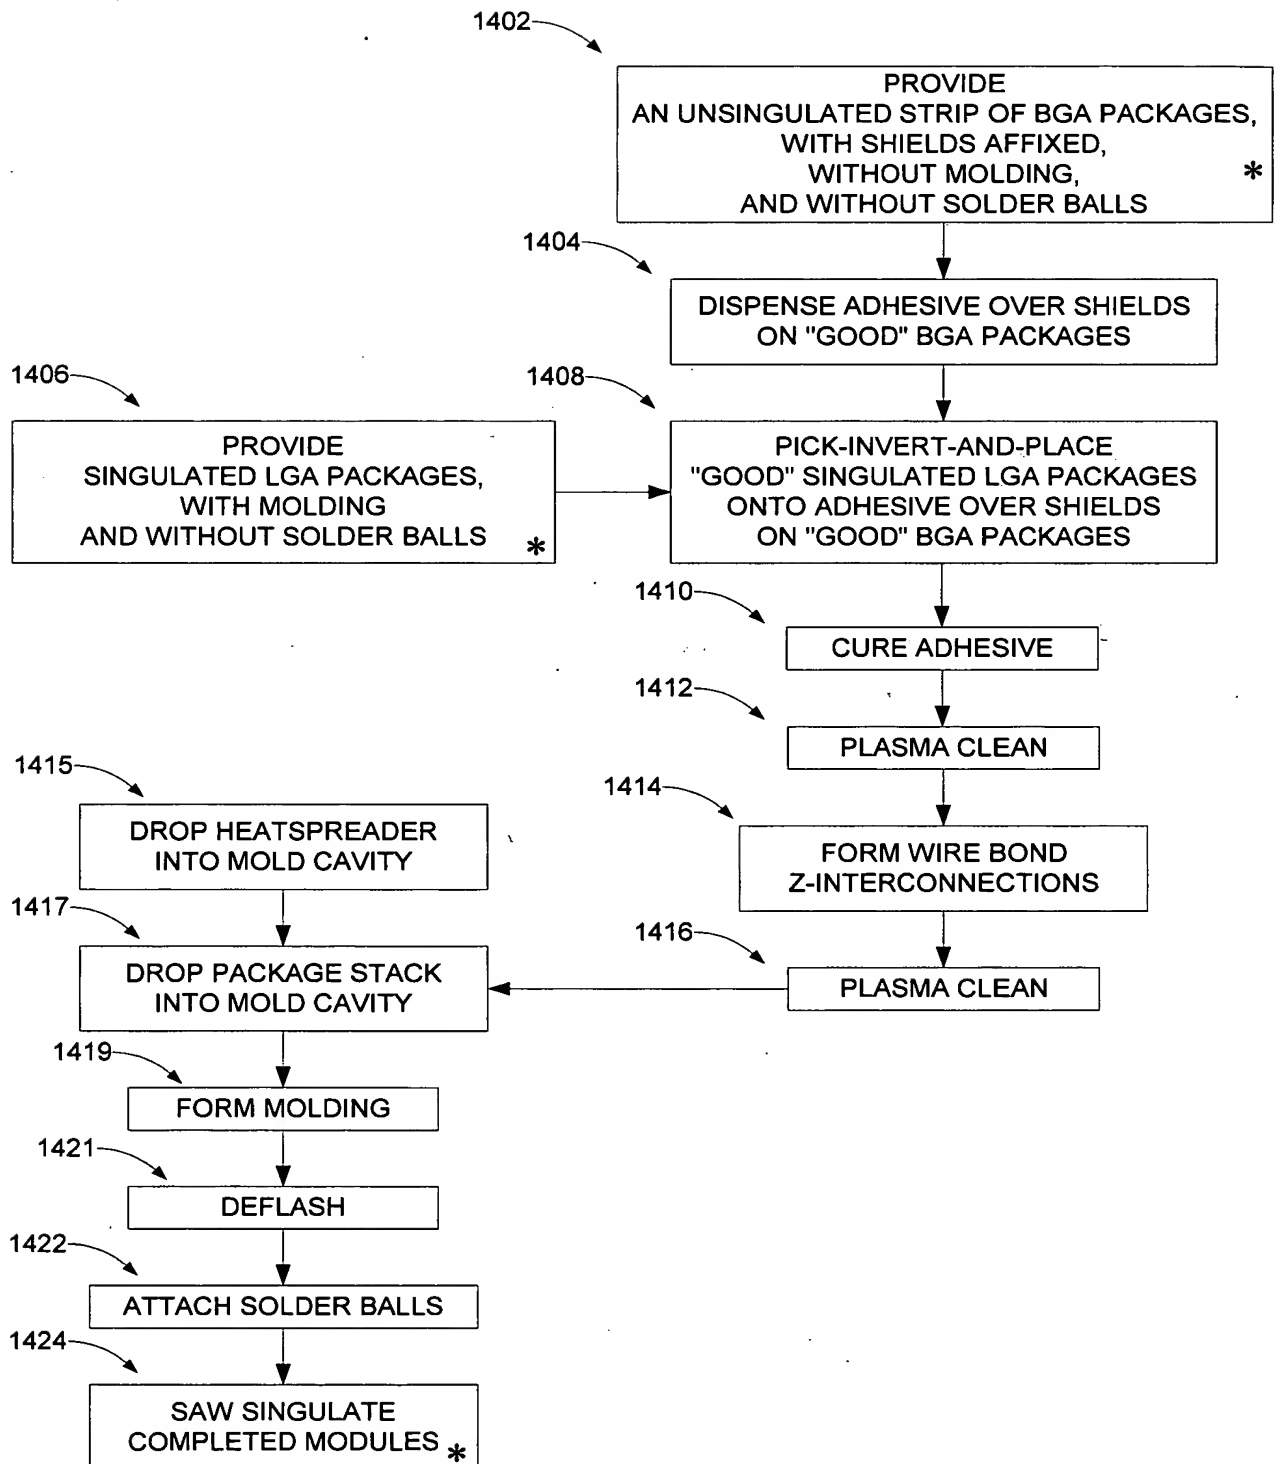 1402
PROVIDE
AN UNSINGULATED STRIP OF BGA PACKAGES,
WITH SHIELDS AFFIXED,
WITHOUT MOLDING,
AND WITHOUT SOLDER BALLS
*
1404
DISPENSE ADHESIVE OVER SHIELDS
ON "GOOD" BGA PACKAGES
1406
PROVIDE
SINGULATED LGA PACKAGES,
WITH MOLDING
AND WITHOUT SOLDER BALLS
*
1408
PICK-INVERT-AND-PLACE
"GOOD" SINGULATED LGA PACKAGES
ONTO ADHESIVE OVER SHIELDS
ON "GOOD" BGA PACKAGES
1410
CURE ADHESIVE
1412
PLASMA CLEAN
1414
FORM WIRE BOND
Z-INTERCONNECTIONS
1416
PLASMA CLEAN
1415
DROP HEATSPREADER
INTO MOLD CAVITY
1417
DROP PACKAGE STACK
INTO MOLD CAVITY
1419
FORM MOLDING
1421
DEFLASH
1422
ATTACH SOLDER BALLS
1424
SAW SINGULATE
COMPLETED MODULES
*